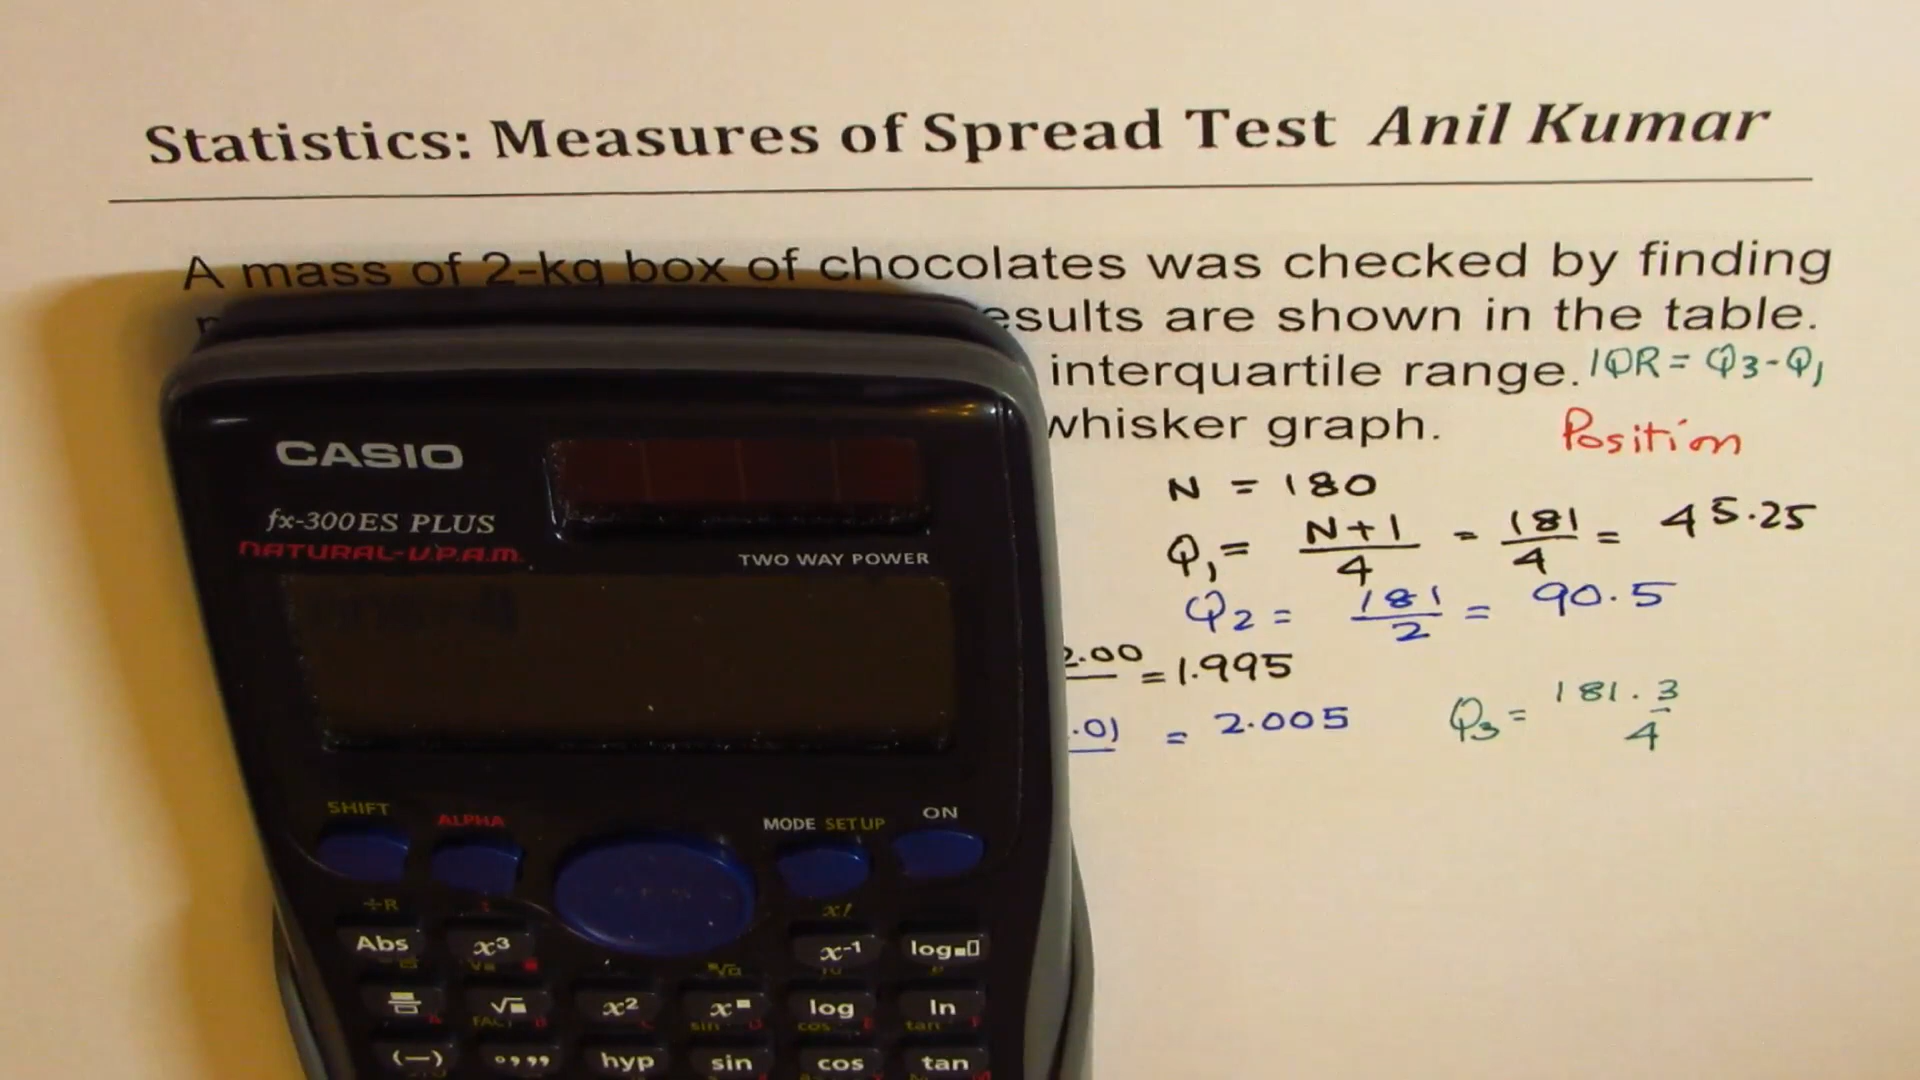 Statistics: Measures of Spread Test Anil Kumar
A mass of 2-kg box of chocolates was checked by finding
esults are shown in the table.
interquartile range. IQR = Q3-Q1
whisker graph.
Position
N = 180
Q1 = N+1/4 = 181/4 = 45.25
Q2 = 181/2 = 90.5
2.00 = 1.995
.01 = 2.005
Q3 = 181.3/4
CASIO
fx-300ES PLUS
NATURAL-V.P.A.M.
TWO WAY POWER
SHIFT ALPHA MODE SETUP ON
÷R x!
Abs x³ x⁻¹ log
√ x² x log ln
(−) °,,, hyp sin cos tan